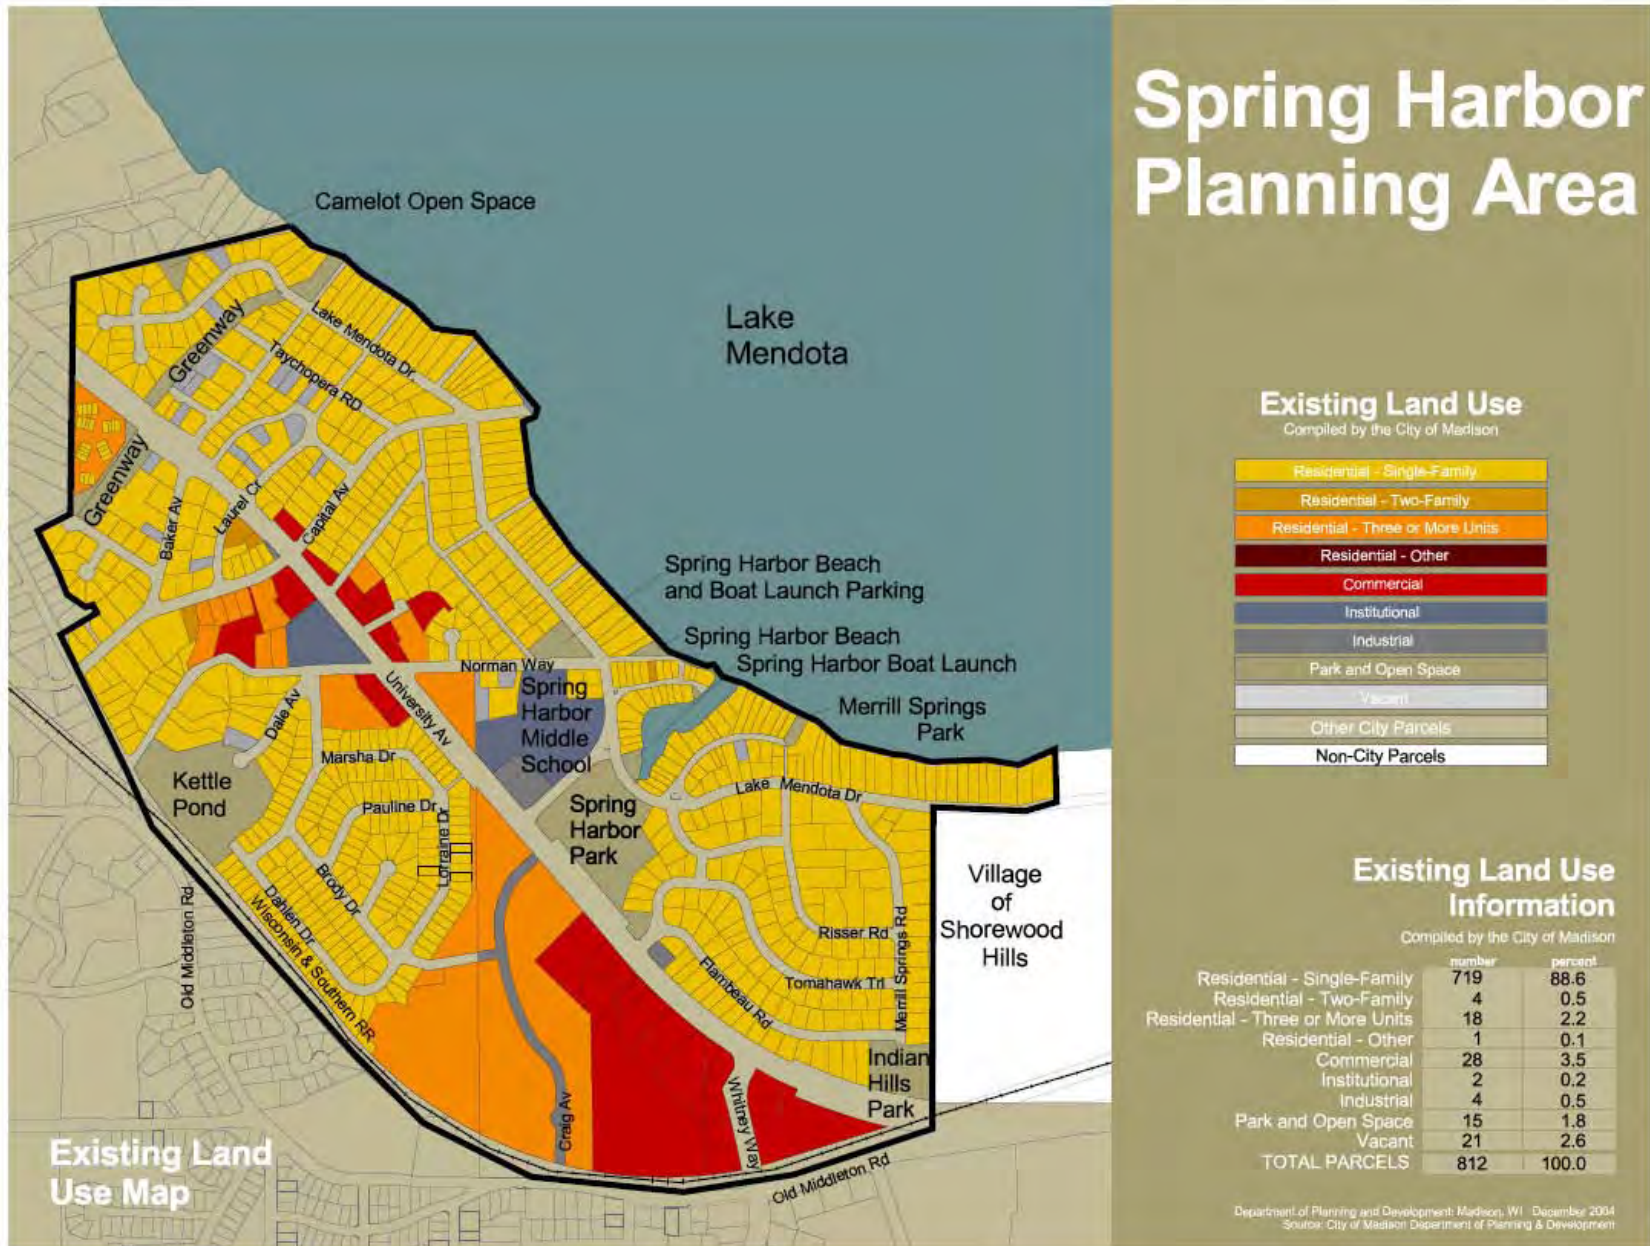 Spring Harbor
Planning Area
Camelot Open Space
Lake
Mendota
Greenway
Lake Mendota Dr.
Taychopera RD
Greenway
Baker Av
Laurel Cr
Capital Av
Spring Harbor Beach
and Boat Launch Parking
Spring Harbor Beach
Spring Harbor Boat Launch
Norman Way
Spring
Harbor
Middle
School
University Av
Dale Av
Merrill Springs
Park
Marsha Dr
Kettle
Pond
Pauline Dr
Lorraine Dr
Spring
Harbor
Park
Lake Mendota Dr
Brody Dr
Dahlen Dr
Wisconsin & Southern RR
Old Middleton Rd
Village
of
Shorewood
Hills
Risser Rd
Merrill Springs Rd
Tomahawk Trl
Flambeau Rd
Indian
Hills
Park
Craig Av
Whitney Way
Old Middleton Rd
Existing Land
Use Map
Existing Land Use
Compiled by the City of Madison
Residential - Single-Family
Residential - Two-Family
Residential - Three or More Units
Residential - Other
Commercial
Institutional
Industrial
Park and Open Space
Vacant
Other City Parcels
Non-City Parcels
Existing Land Use
Information
Compiled by the City of Madison
number percent
Residential - Single-Family 719 88.6
Residential - Two-Family 4 0.5
Residential - Three or More Units 18 2.2
Residential - Other 1 0.1
Commercial 28 3.5
Institutional 2 0.2
Industrial 4 0.5
Park and Open Space 15 1.8
Vacant 21 2.6
TOTAL PARCELS 812 100.0
Department of Planning and Development: Madison, WI December 2004
Source: City of Madison Department of Planning & Development